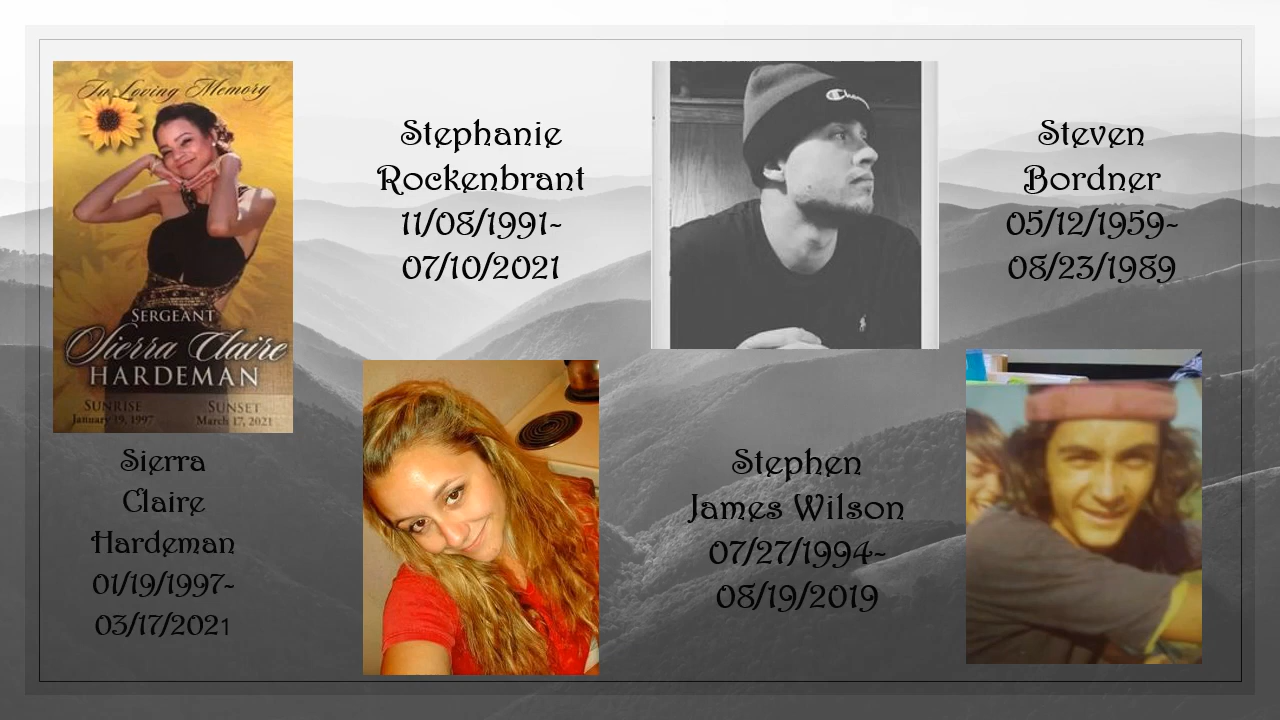 In Loving Memory
SERGEANT
Sierra Claire
HARDEMAN
SUNRISE
January 19, 1997
SUNSET
March 17, 2021
Sierra
Claire
Hardeman
01/19/1997-
03/17/2021
Stephanie
Rockenbrant
11/08/1991-
07/10/2021
Stephen
James Wilson
07/27/1994-
08/19/2019
Steven
Bordner
05/12/1959-
08/23/1989